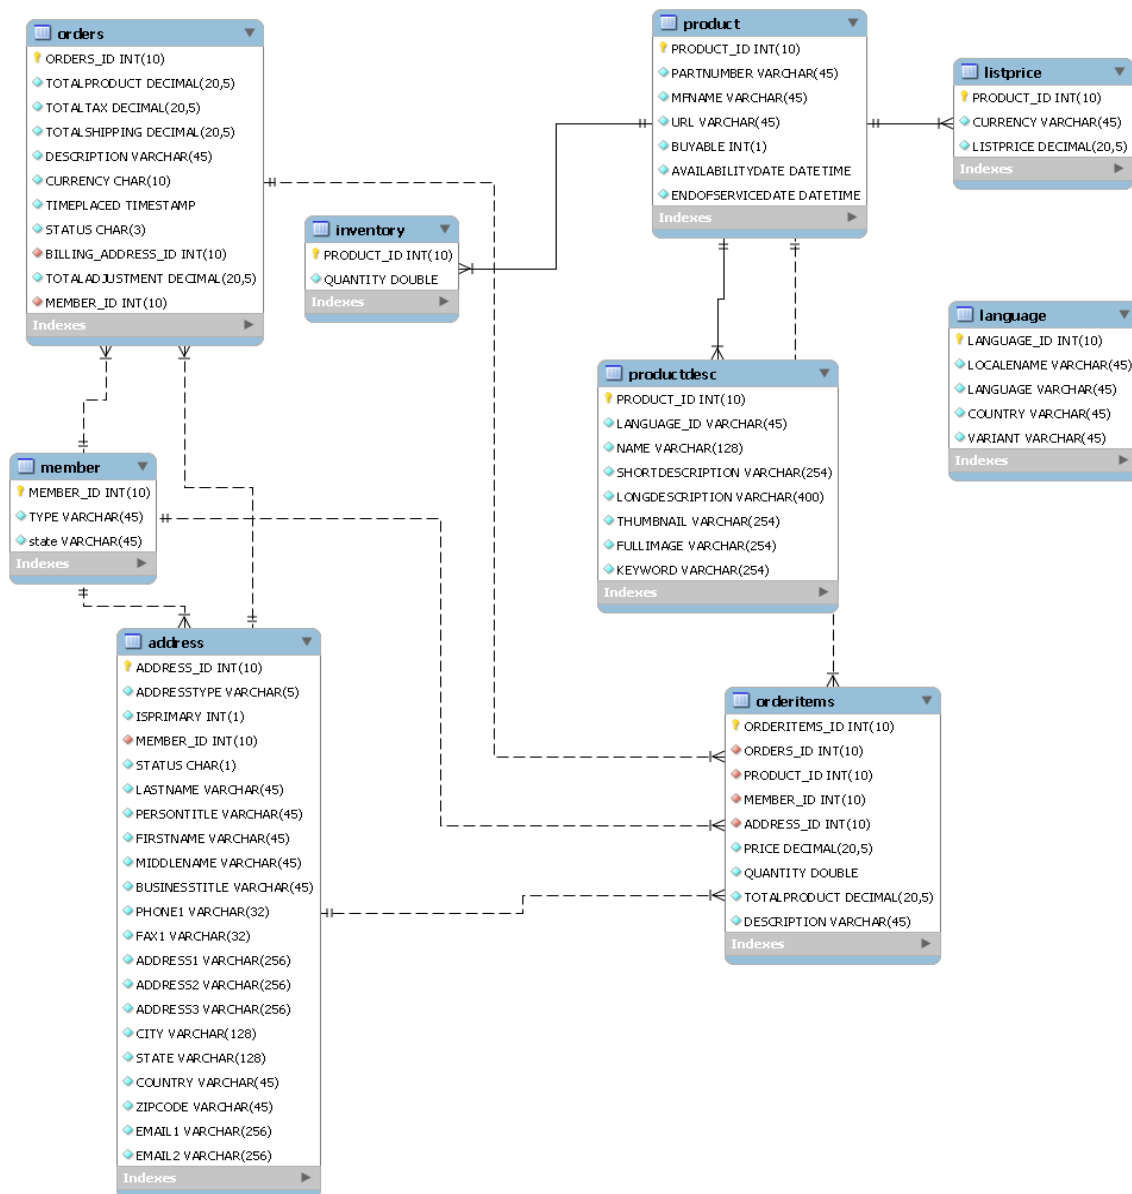 orders
ORDERS_ID INT(10)
TOTALPRODUCT DECIMAL(20,5)
TOTALTAX DECIMAL(20,5)
TOTALSHIPPING DECIMAL(20,5)
DESCRIPTION VARCHAR(45)
CURRENCY CHAR(10)
TIMEPLACED TIMESTAMP
STATUS CHAR(3)
BILLING_ADDRESS_ID INT(10)
TOTALADJUSTMENT DECIMAL(20,5)
MEMBER_ID INT(10)
Indexes
product
PRODUCT_ID INT(10)
PARTNUMBER VARCHAR(45)
MFNAME VARCHAR(45)
URL VARCHAR(45)
BUYABLE INT(1)
AVAILABILITYDATE DATETIME
ENDOFSERVICEDATE DATETIME
Indexes
listprice
PRODUCT_ID INT(10)
CURRENCY VARCHAR(45)
LISTPRICE DECIMAL(20,5)
Indexes
inventory
PRODUCT_ID INT(10)
QUANTITY DOUBLE
Indexes
language
LANGUAGE_ID INT(10)
LOCALENAME VARCHAR(45)
LANGUAGE VARCHAR(45)
COUNTRY VARCHAR(45)
VARIANT VARCHAR(45)
Indexes
productdesc
PRODUCT_ID INT(10)
LANGUAGE_ID VARCHAR(45)
NAME VARCHAR(128)
SHORTDESCRIPTION VARCHAR(254)
LONGDESCRIPTION VARCHAR(400)
THUMBNAIL VARCHAR(254)
FULLIMAGE VARCHAR(254)
KEYWORD VARCHAR(254)
Indexes
member
MEMBER_ID INT(10)
TYPE VARCHAR(45)
state VARCHAR(45)
Indexes
address
ADDRESS_ID INT(10)
ADDRESSTYPE VARCHAR(5)
ISPRIMARY INT(1)
MEMBER_ID INT(10)
STATUS CHAR(1)
LASTNAME VARCHAR(45)
PERSONTITLE VARCHAR(45)
FIRSTNAME VARCHAR(45)
MIDDLENAME VARCHAR(45)
BUSINESSTITLE VARCHAR(45)
PHONE1 VARCHAR(32)
FAX1 VARCHAR(32)
ADDRESS1 VARCHAR(256)
ADDRESS2 VARCHAR(256)
ADDRESS3 VARCHAR(256)
CITY VARCHAR(128)
STATE VARCHAR(128)
COUNTRY VARCHAR(45)
ZIPCODE VARCHAR(45)
EMAIL1 VARCHAR(256)
EMAIL2 VARCHAR(256)
Indexes
orderitems
ORDERITEMS_ID INT(10)
ORDERS_ID INT(10)
PRODUCT_ID INT(10)
MEMBER_ID INT(10)
ADDRESS_ID INT(10)
PRICE DECIMAL(20,5)
QUANTITY DOUBLE
TOTALPRODUCT DECIMAL(20,5)
DESCRIPTION VARCHAR(45)
Indexes